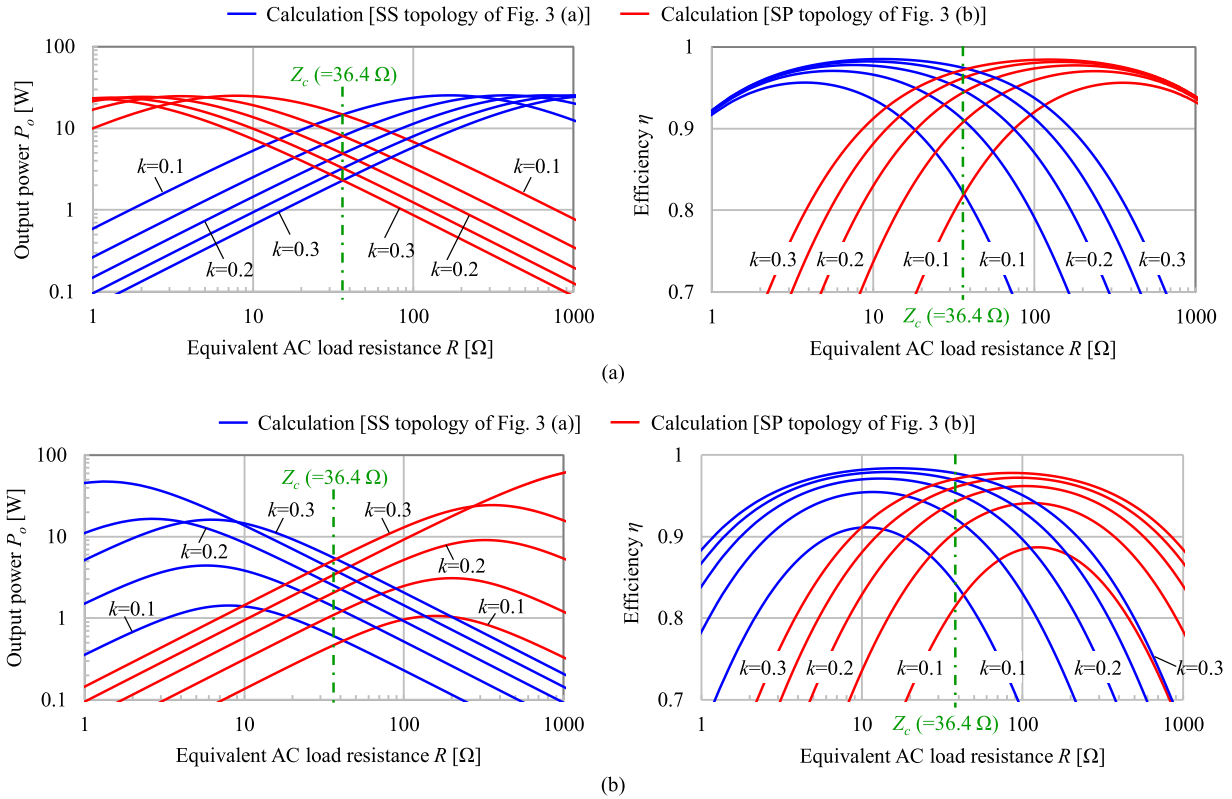 Calculation [SS topology of Fig. 3 (a)] Calculation [SP topology of Fig. 3 (b)]
Output power Pₒ [W]
100
10
1
0.1
Z_c (=36.4 Ω)
k=0.1
k=0.2
k=0.3
k=0.3
k=0.2
k=0.1
1 10 100 1000
Equivalent AC load resistance R [Ω]
Efficiency η
1
0.9
0.8
0.7
k=0.3 k=0.2 k=0.1 k=0.1 k=0.2 k=0.3
Z_c (=36.4 Ω)
1 10 100 1000
Equivalent AC load resistance R [Ω]
(a)
Calculation [SS topology of Fig. 3 (a)] Calculation [SP topology of Fig. 3 (b)]
Output power Pₒ [W]
100
10
1
0.1
Z_c (=36.4 Ω)
k=0.3
k=0.2
k=0.1
k=0.3
k=0.2
k=0.1
1 10 100 1000
Equivalent AC load resistance R [Ω]
Efficiency η
1
0.9
0.8
0.7
k=0.3 k=0.2 k=0.1 k=0.1 k=0.2 k=0.3
Z_c (=36.4 Ω)
1 10 100 1000
Equivalent AC load resistance R [Ω]
(b)